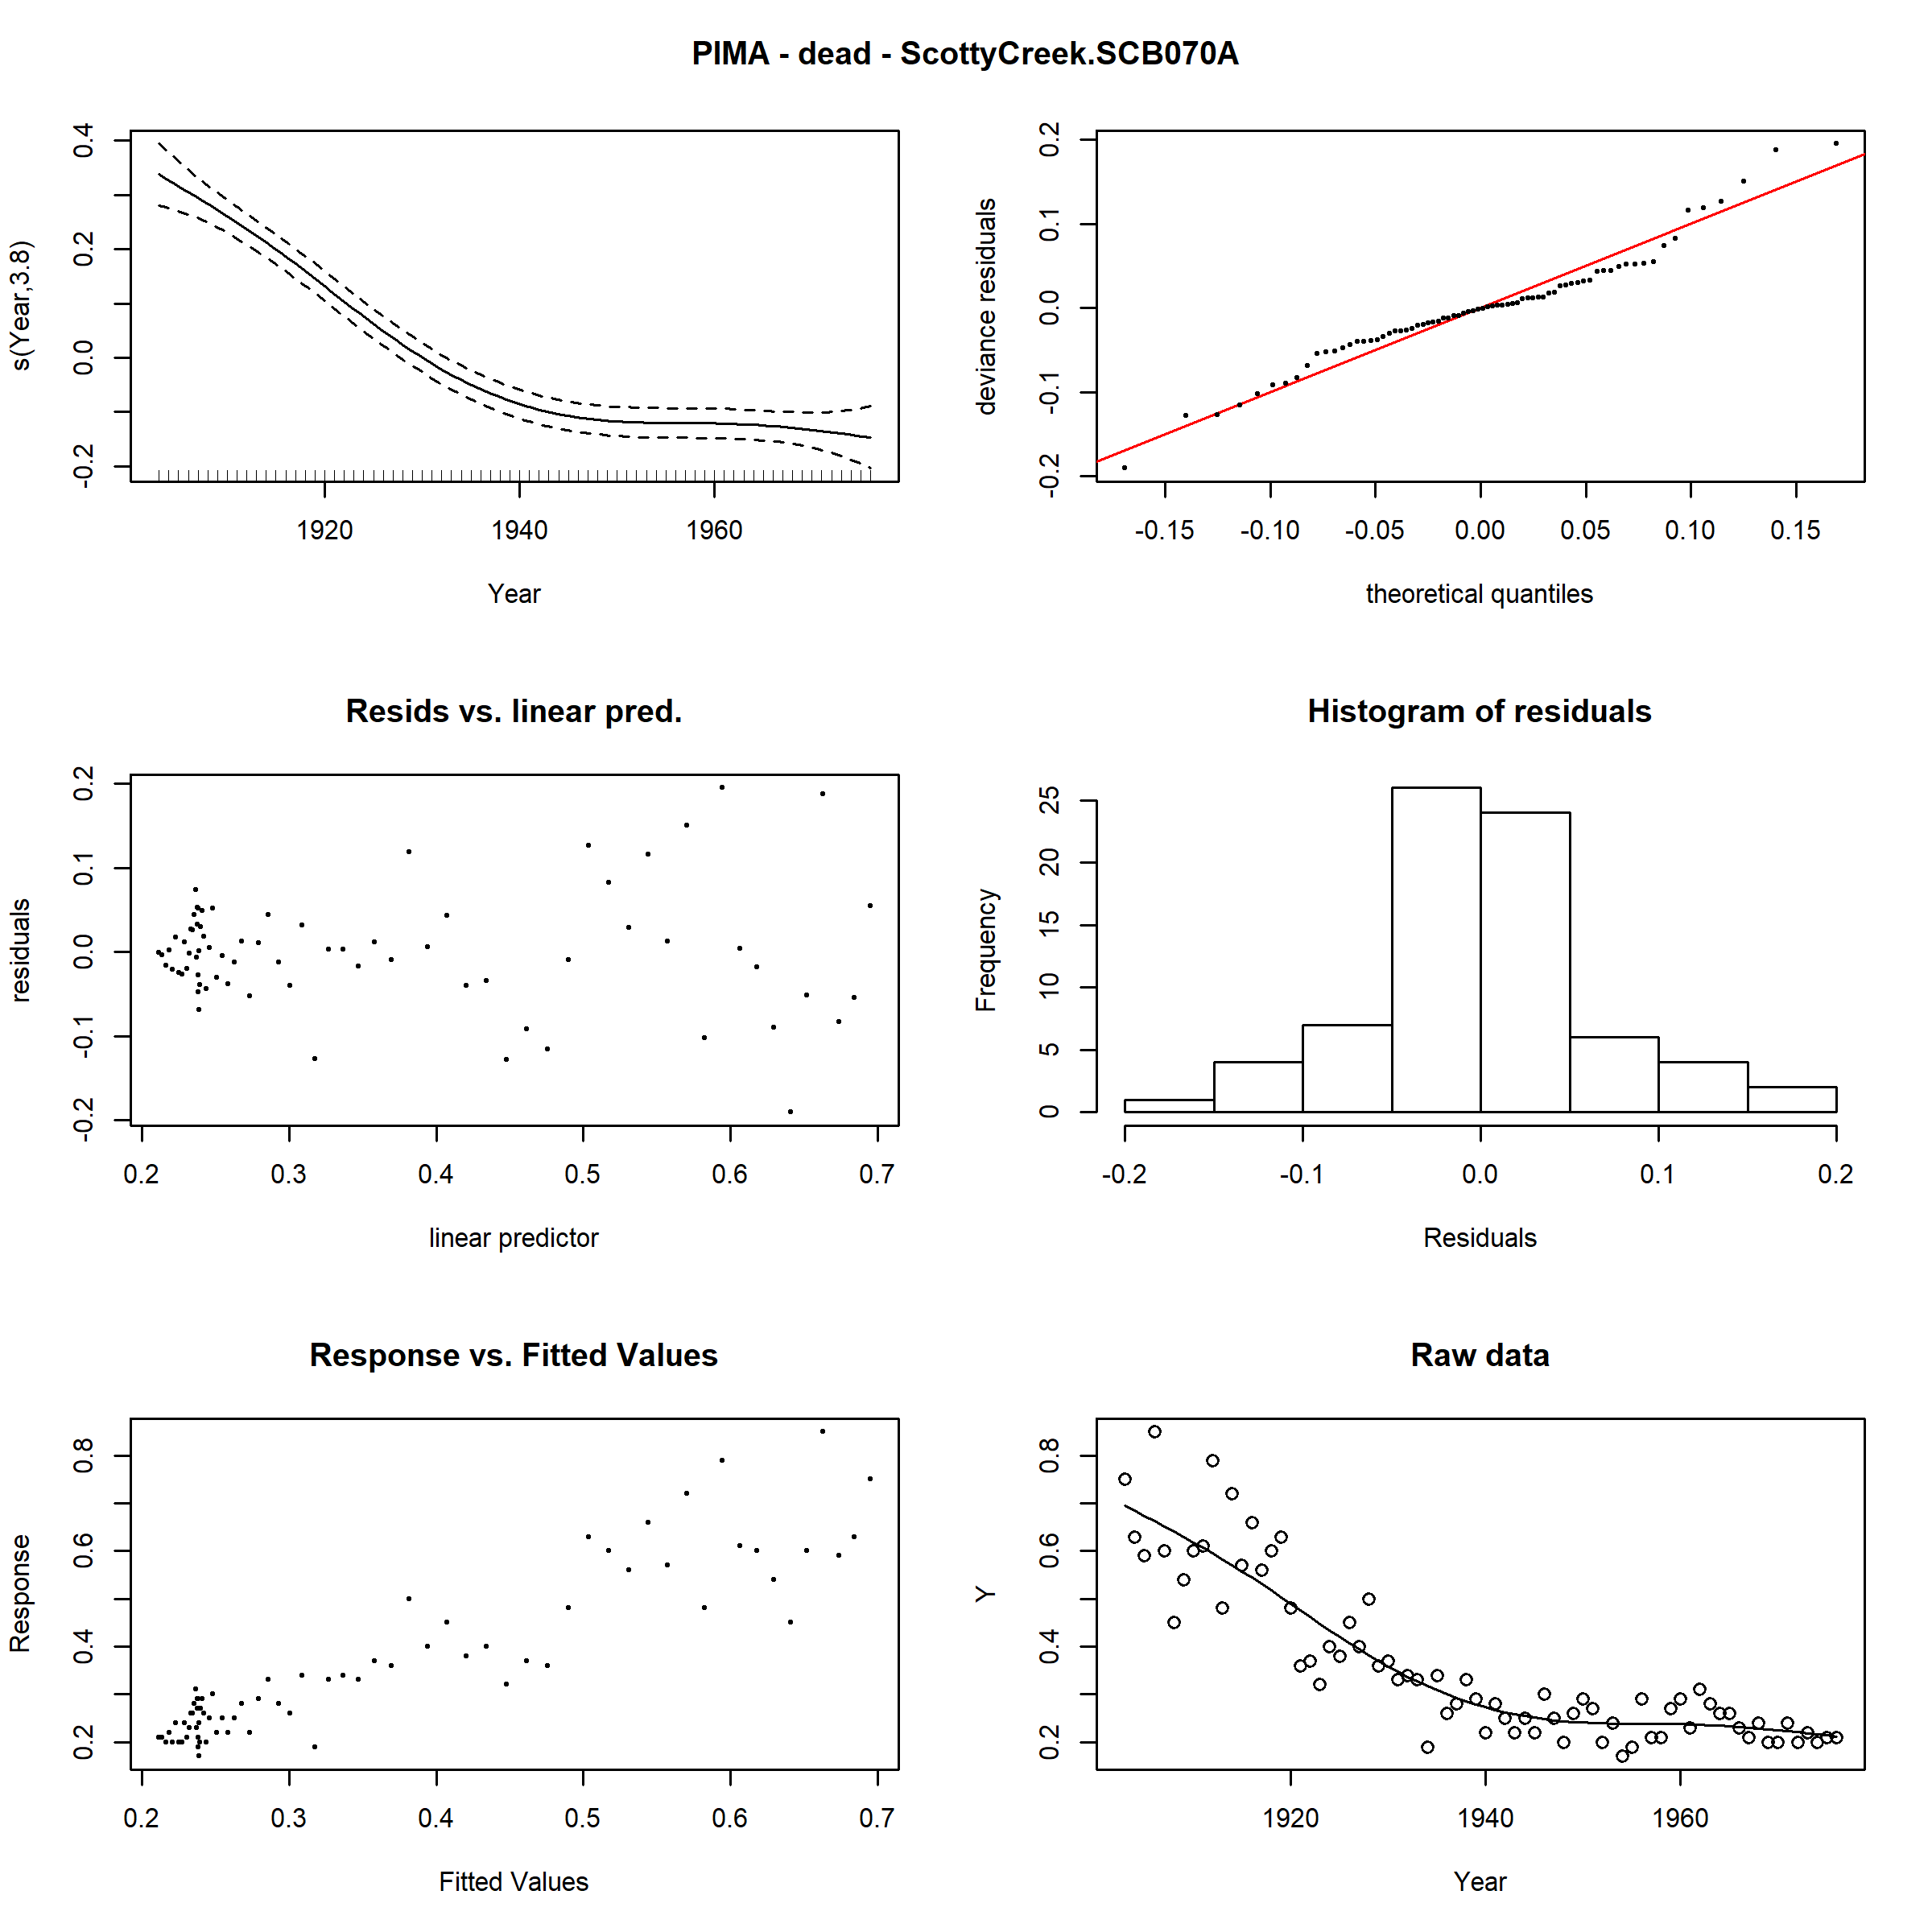 PIMA - dead - ScottyCreek.SCB070A
s(Year,3.8)
0.4
0.2
0.0
-0.2
1920 1940 1960
Year
deviance residuals
0.2
0.1
0.0
-0.1
-0.2
-0.15 -0.10 -0.05 0.00 0.05 0.10 0.15
theoretical quantiles
Resids vs. linear pred.
residuals
0.2
0.1
0.0
-0.1
-0.2
0.2 0.3 0.4 0.5 0.6 0.7
linear predictor
Histogram of residuals
Frequency
25
20
15
10
5
0
-0.2 -0.1 0.0 0.1 0.2
Residuals
Response vs. Fitted Values
Response
0.8
0.6
0.4
0.2
0.2 0.3 0.4 0.5 0.6 0.7
Fitted Values
Raw data
Y
0.8
0.6
0.4
0.2
1920 1940 1960
Year